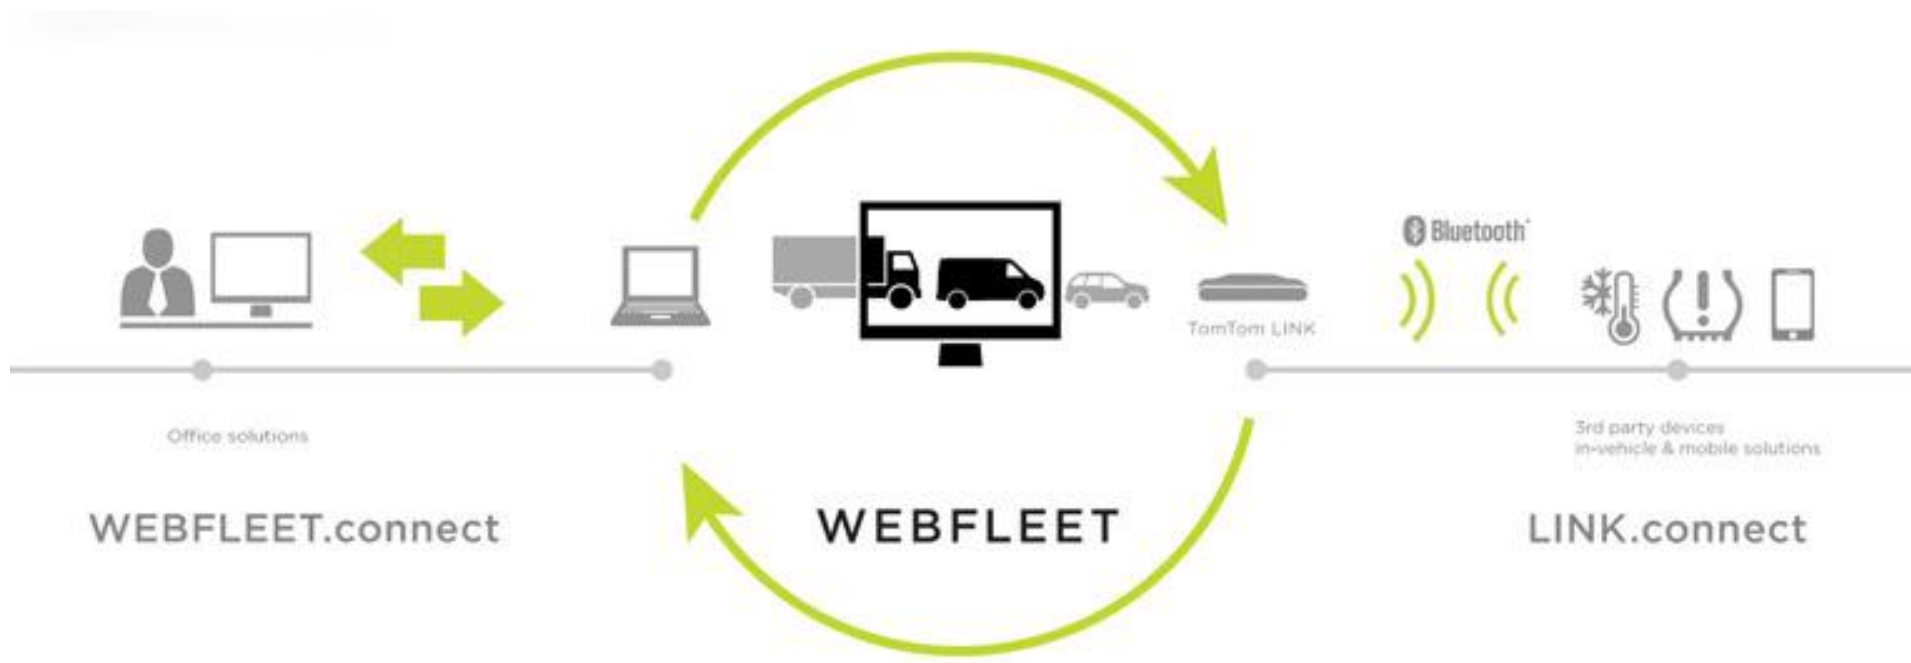 Bluetooth
TomTom LINK
Office solutions
3rd party devices
in-vehicle & mobile solutions
WEBFLEET.connect
WEBFLEET
LINK.connect